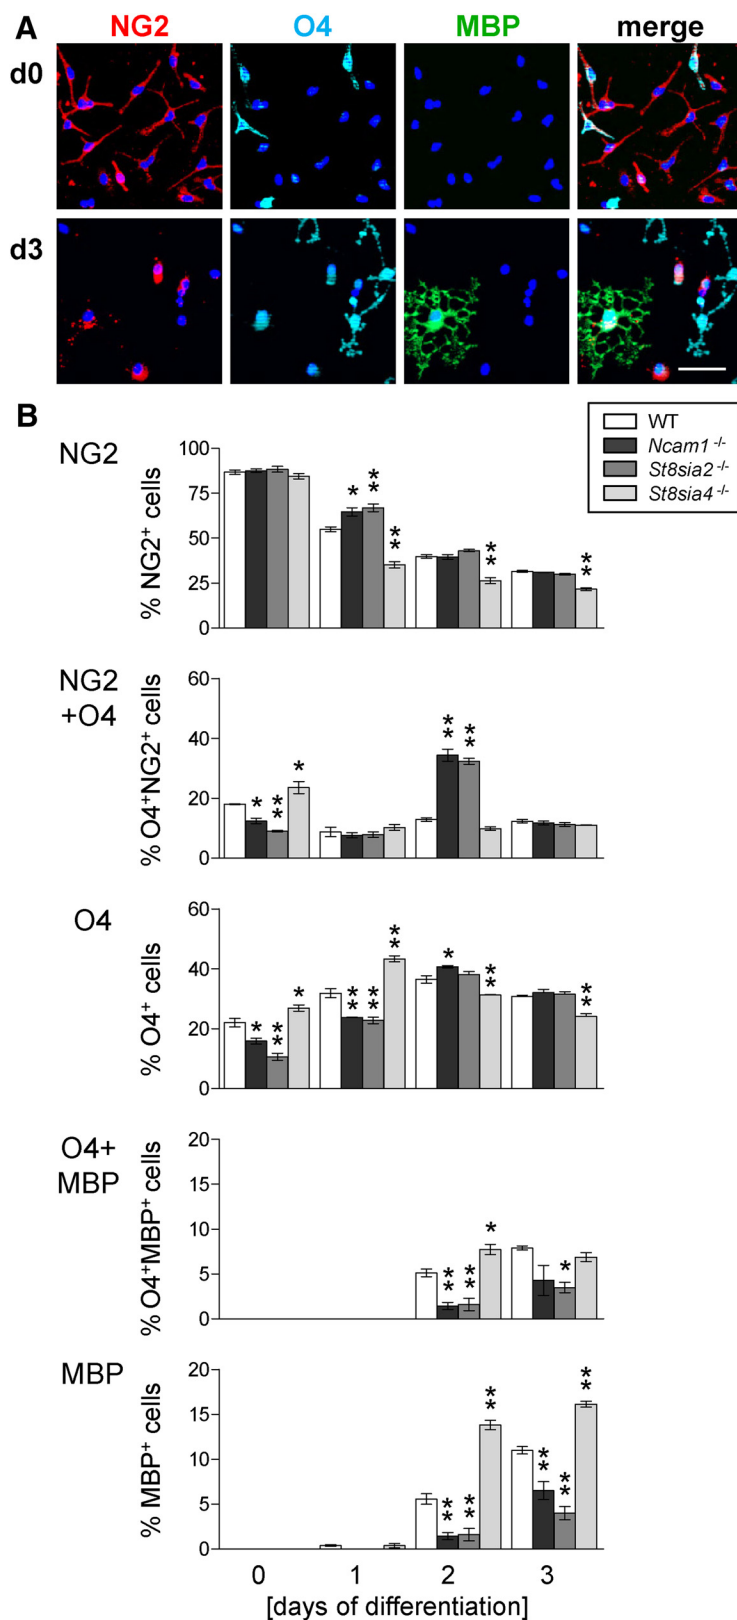 A
NG2 O4 MBP merge
d0
d3
B
WT
Ncam1 -/-
St8sia2 -/-
St8sia4 -/-
NG2
% NG2+ cells
100
75
50
25
0
* ** ** ** **
NG2
+O4
% O4+NG2+ cells
60
40
20
0
* ** * ** **
O4
% O4+ cells
60
40
20
0
* ** * ** ** ** * ** **
O4+
MBP
% O4+MBP+ cells
20
15
10
5
0
** ** * *
MBP
% MBP+ cells
20
15
10
5
0
** ** ** ** ** **
0 1 2 3
[days of differentiation]